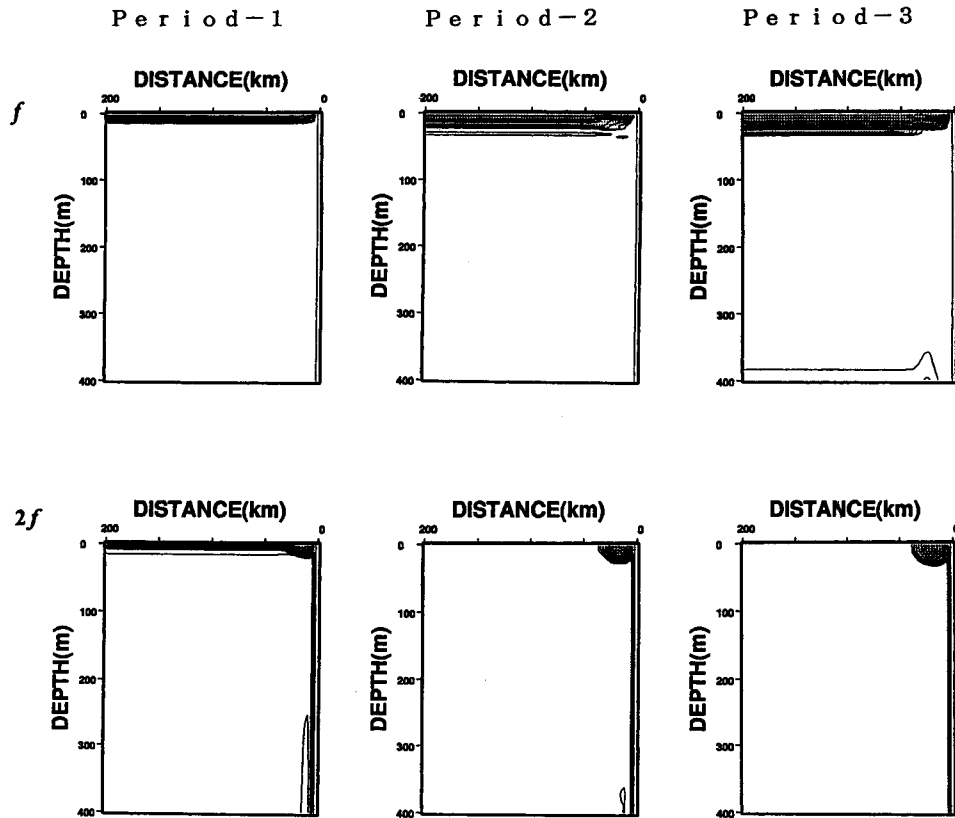 Period-1 Period-2 Period-3
f
DISTANCE(km) DISTANCE(km) DISTANCE(km)
200 0 200 0 200 0
DEPTH(m) DEPTH(m) DEPTH(m)
0 0 0
100 100 100
200 200 200
300 300 300
400 400 400
2f
DISTANCE(km) DISTANCE(km) DISTANCE(km)
200 0 200 0 200 0
DEPTH(m) DEPTH(m) DEPTH(m)
0 0 0
100 100 100
200 200 200
300 300 300
400 400 400